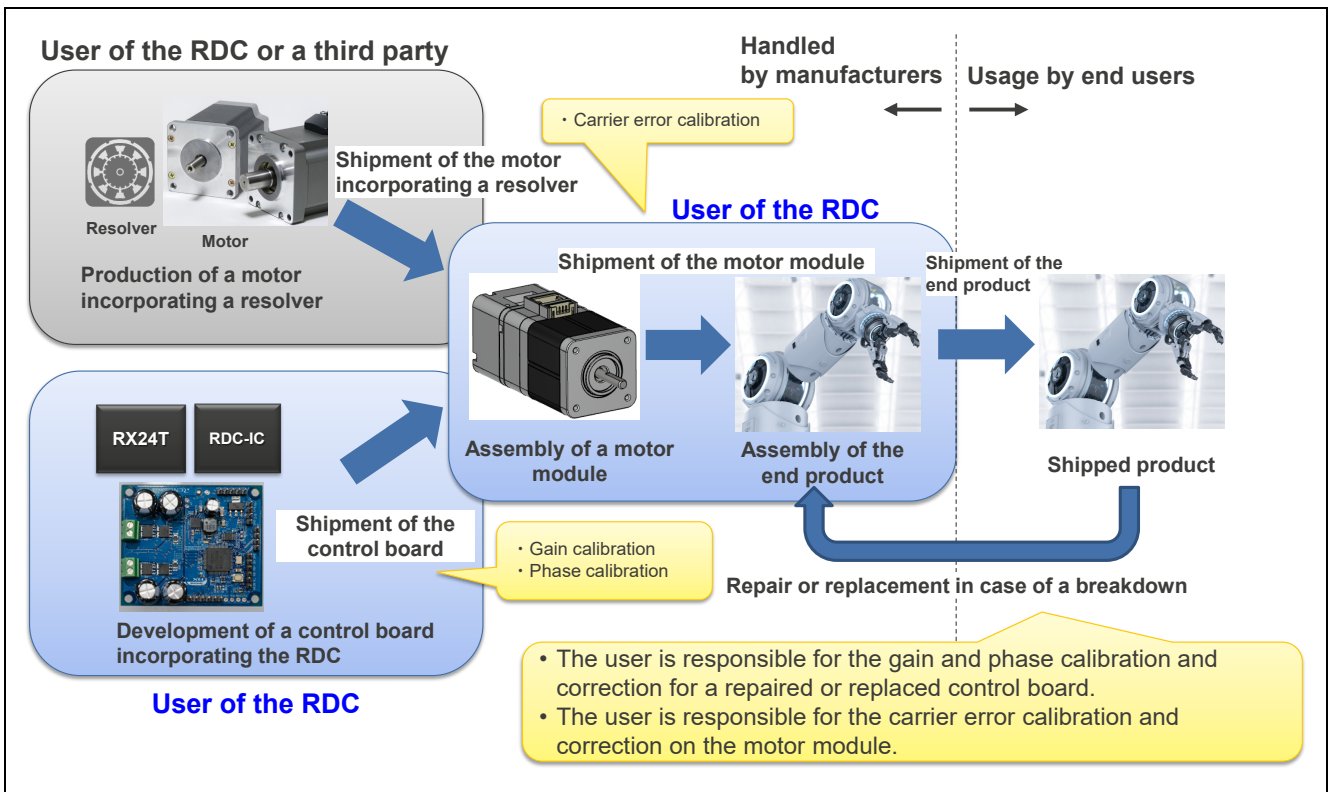 User of the RDC or a third party
Handled
by manufacturers
Usage by end users
・Carrier error calibration
Shipment of the motor
incorporating a resolver
Resolver
Motor
Production of a motor
incorporating a resolver
User of the RDC
Shipment of the motor module
Shipment of the
end product
Assembly of a motor
module
Assembly of the
end product
Shipped product
RX24T
RDC-IC
Shipment of the
control board
・Gain calibration
・Phase calibration
Repair or replacement in case of a breakdown
Development of a control board
incorporating the RDC
User of the RDC
• The user is responsible for the gain and phase calibration and
correction for a repaired or replaced control board.
• The user is responsible for the carrier error calibration and
correction on the motor module.